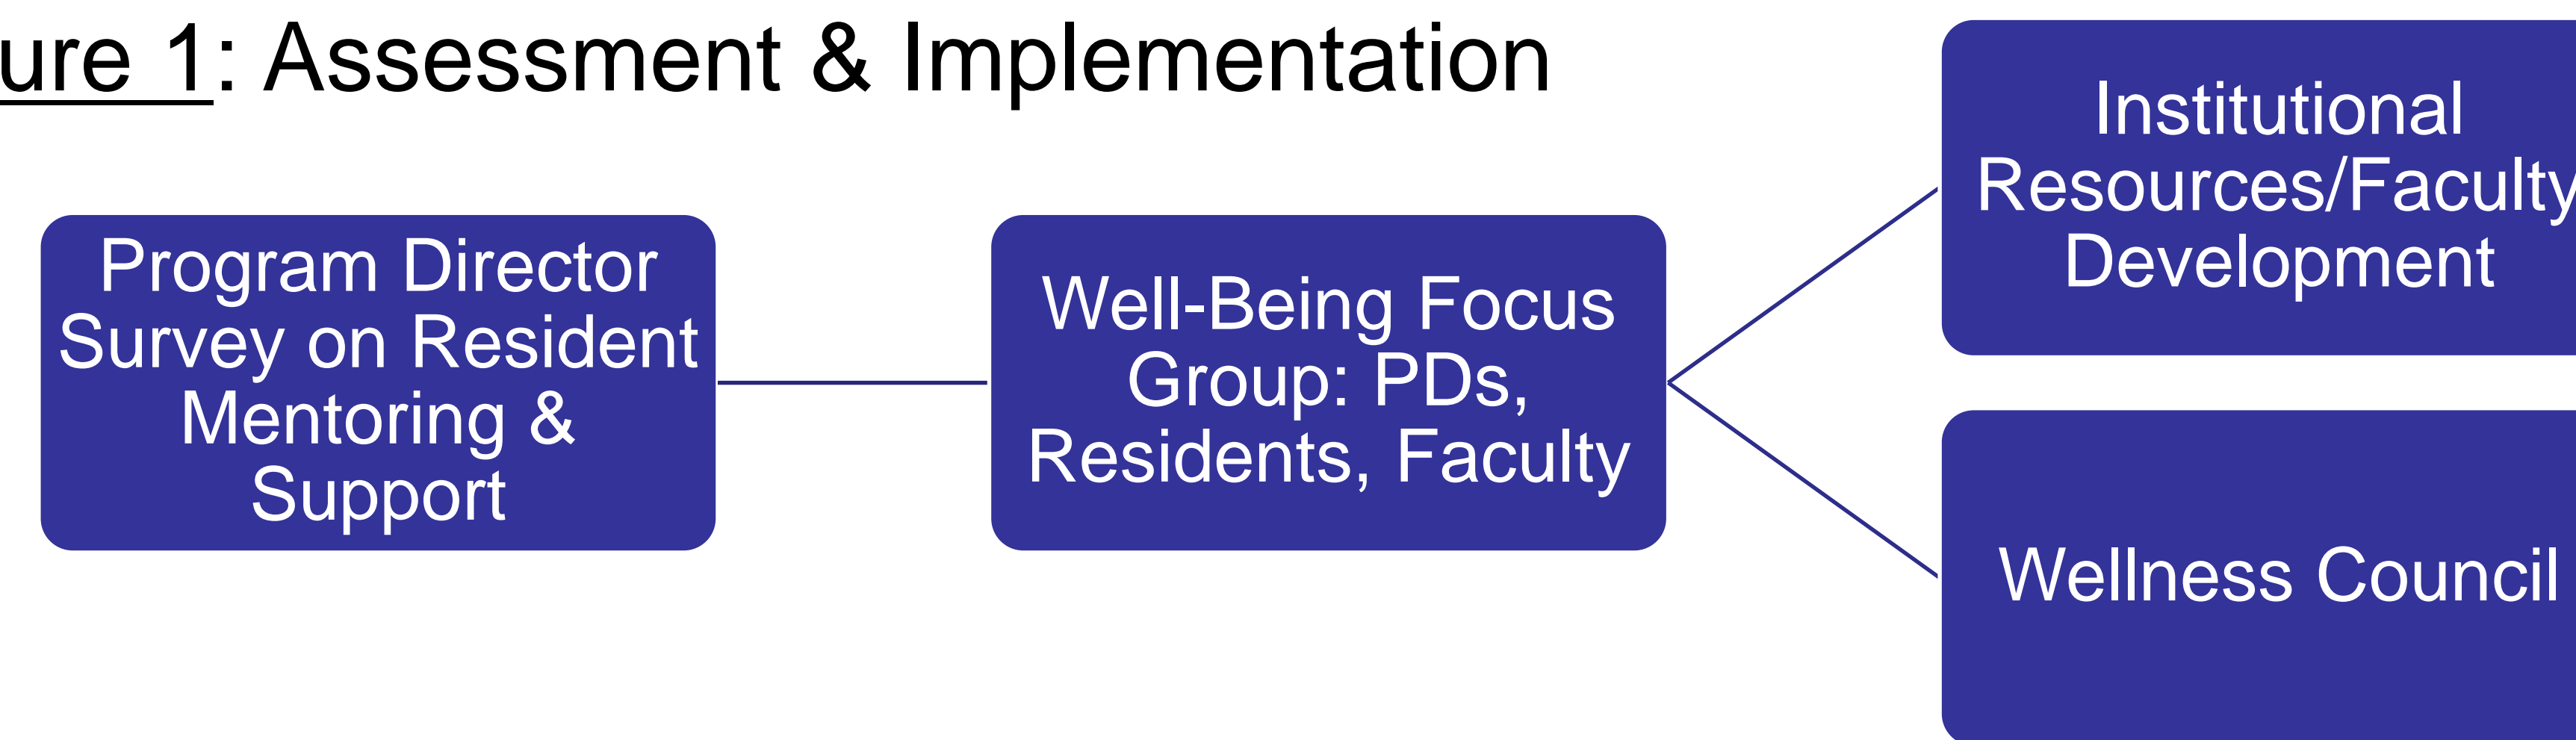 ure 1: Assessment & Implementation
Program Director
Survey on Resident
Mentoring &
Support
Well-Being Focus
Group: PDs,
Residents, Faculty
Institutional
Resources/Faculty
Development
Wellness Council